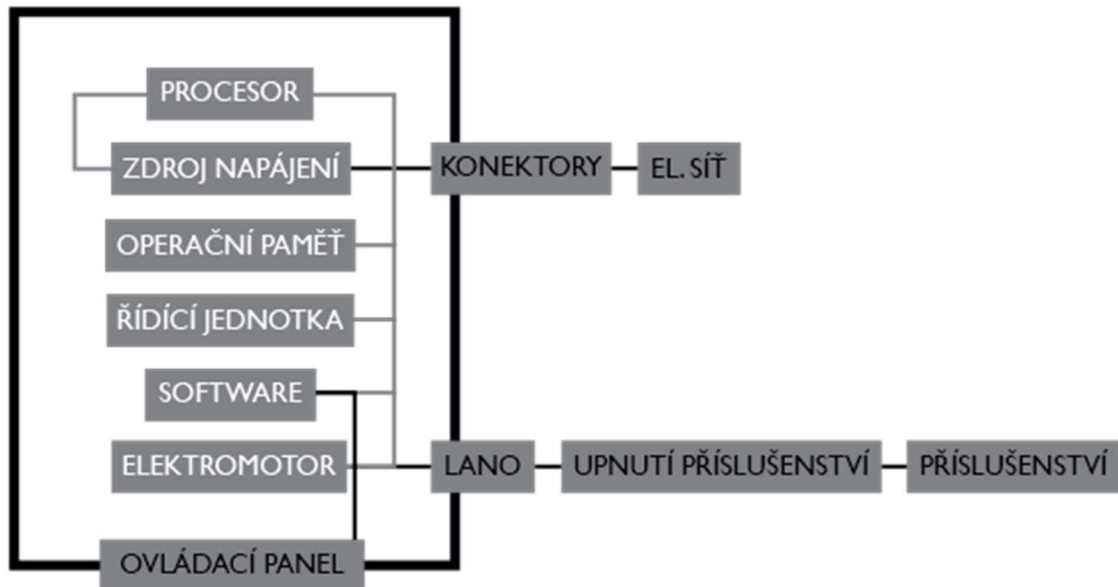 PROCESOR
ZDROJ NAPÁJENÍ
KONEKTORY
EL. SÍŤ
OPERAČNÍ PAMĚŤ
ŘÍDÍCÍ JEDNOTKA
SOFTWARE
ELEKTROMOTOR
LANO
UPNUTÍ PŘÍSLUŠENSTVÍ
PŘÍSLUŠENSTVÍ
OVLÁDACÍ PANEL